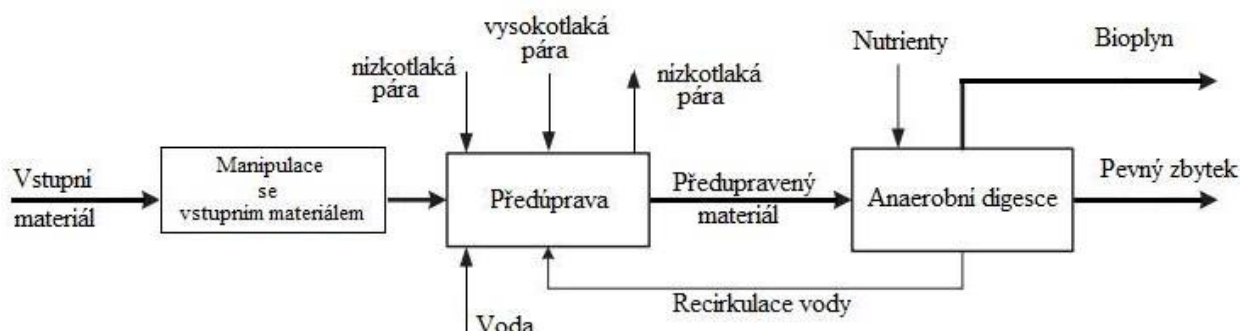 vysokotlaká
pára
nízkotlaká
pára
nízkotlaká
pára
Nutrienty
Bioplyn
Vstupní
materiál
Manipulace
se
vstupním materiálem
Předúprava
Předupravený
materiál
Anaerobní digesce
Pevný zbytek
Recirkulace vody
Voda